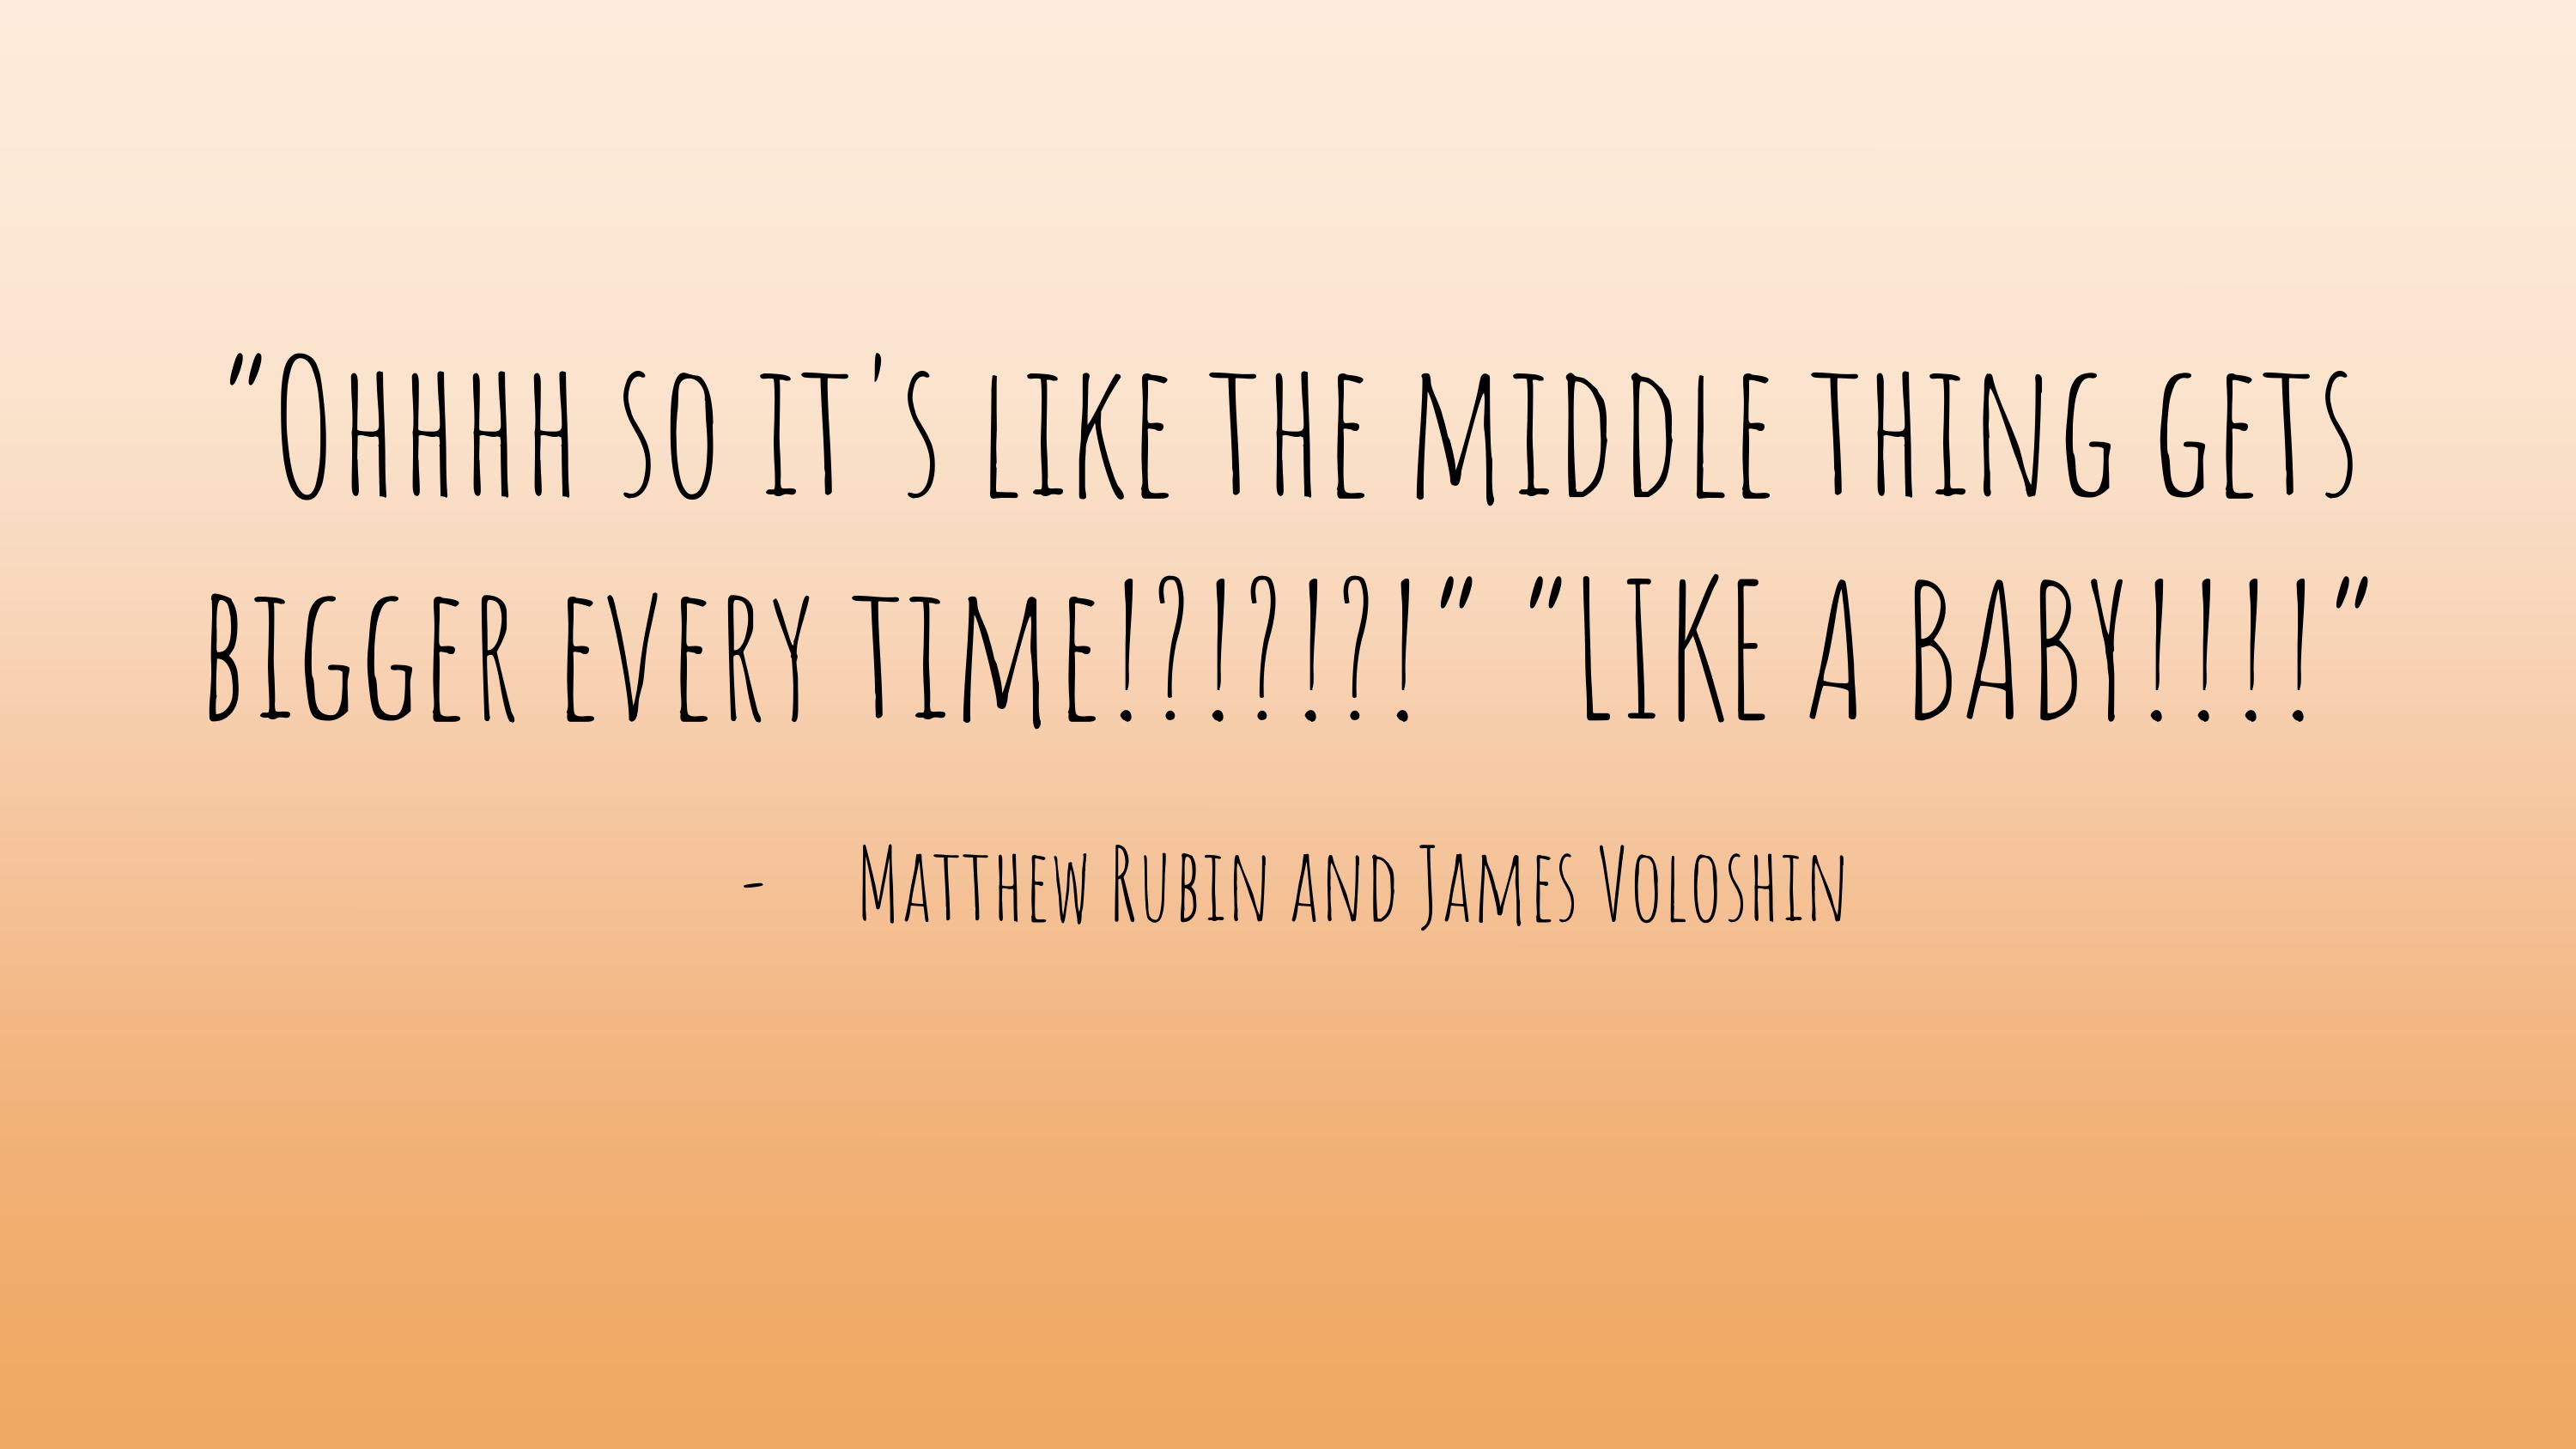 "Ohhhh so it's like the middle thing gets
bigger every time!?!?!?!" "LIKE A BABY!!!!"
- Matthew Rubin and James Voloshin